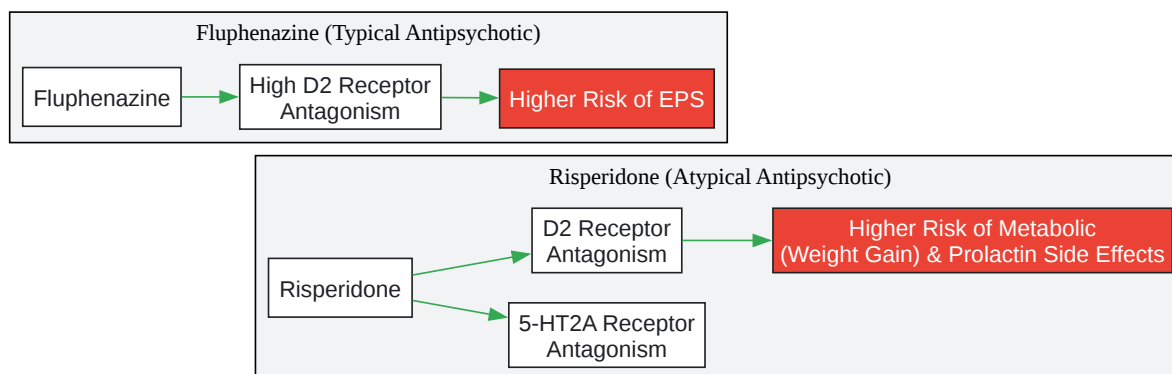 Fluphenazine (Typical Antipsychotic)
Fluphenazine
High D2 Receptor
Antagonism
Higher Risk of EPS
Risperidone (Atypical Antipsychotic)
Risperidone
D2 Receptor
Antagonism
Higher Risk of Metabolic
(Weight Gain) & Prolactin Side Effects
5-HT2A Receptor
Antagonism